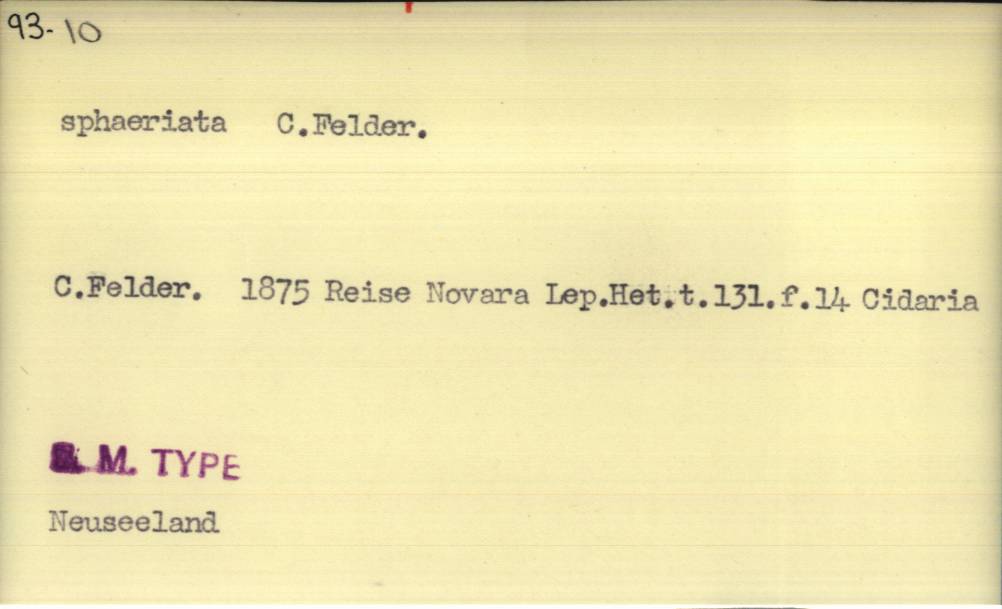 93-10
sphaeriata C.Felder.
C.Felder. 1875 Reise Novara Lep.Het.t.131.f.14 Cidaria
M. TYPE
Neuseeland